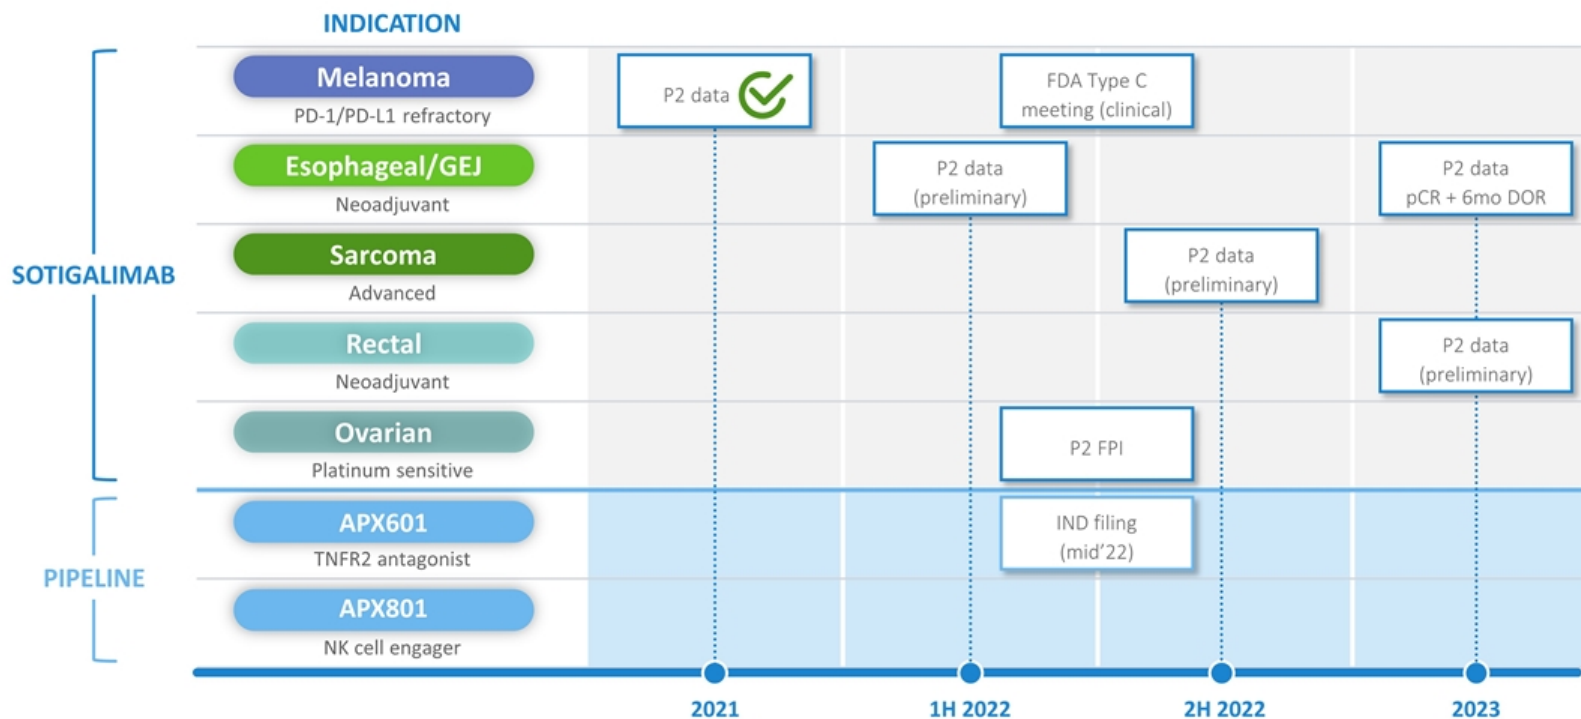 INDICATION
SOTIGALIMAB
Melanoma
PD-1/PD-L1 refractory
P2 data
FDA Type C
meeting (clinical)
Esophageal/GEJ
Neoadjuvant
P2 data
(preliminary)
P2 data
pCR + 6mo DOR
Sarcoma
Advanced
P2 data
(preliminary)
Rectal
Neoadjuvant
P2 data
(preliminary)
Ovarian
Platinum sensitive
P2 FPI
PIPELINE
APX601
TNFR2 antagonist
IND filing
(mid'22)
APX801
NK cell engager
2021
1H 2022
2H 2022
2023